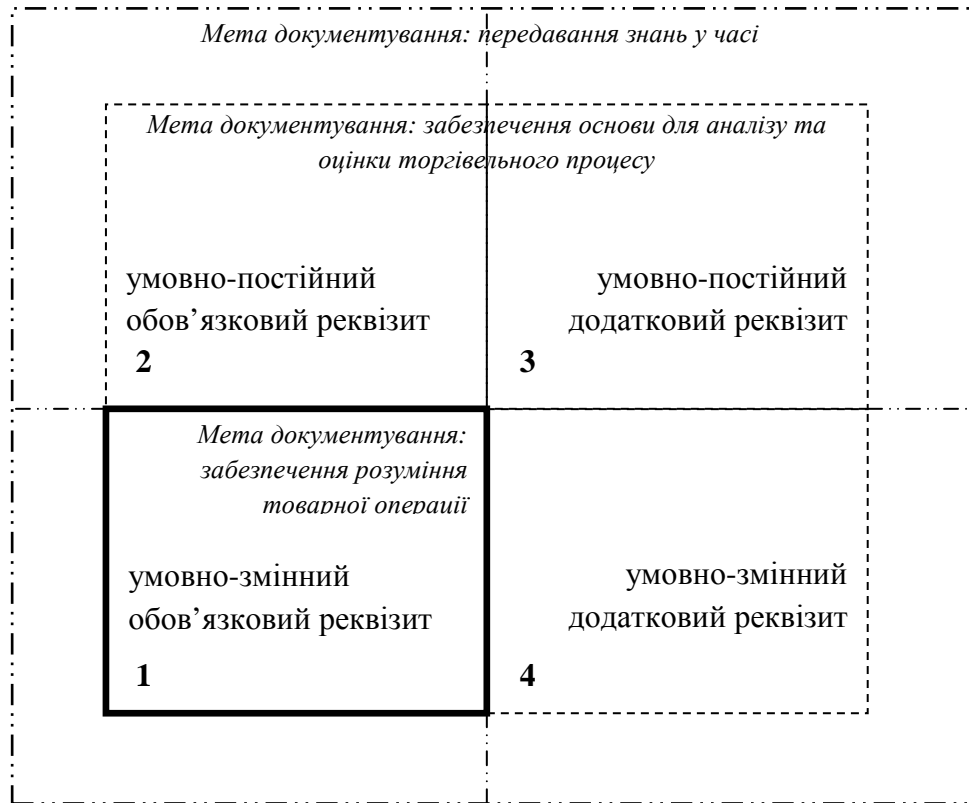 Мета документування: передавання знань у часі
Мета документування: забезпечення основи для аналізу та
оцінки торгівельного процесу
умовно-постійний
обов’язковий реквізит
2
умовно-постійний
додатковий реквізит
3
Мета документування:
забезпечення розуміння
товарної операції
умовно-змінний
обов’язковий реквізит
1
умовно-змінний
додатковий реквізит
4